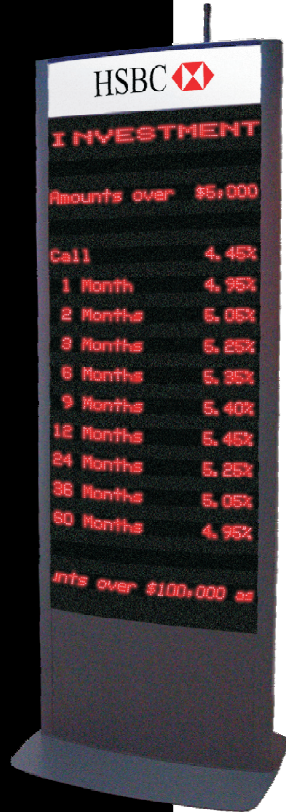 HSBC
INVESTMENT
Amounts over $5,000
Call 4.45%
1 Month 4.95%
2 Months 5.05%
3 Months 5.25%
6 Months 5.35%
9 Months 5.40%
12 Months 5.45%
24 Months 5.25%
36 Months 5.05%
60 Months 4.95%
unts over $100,000 as